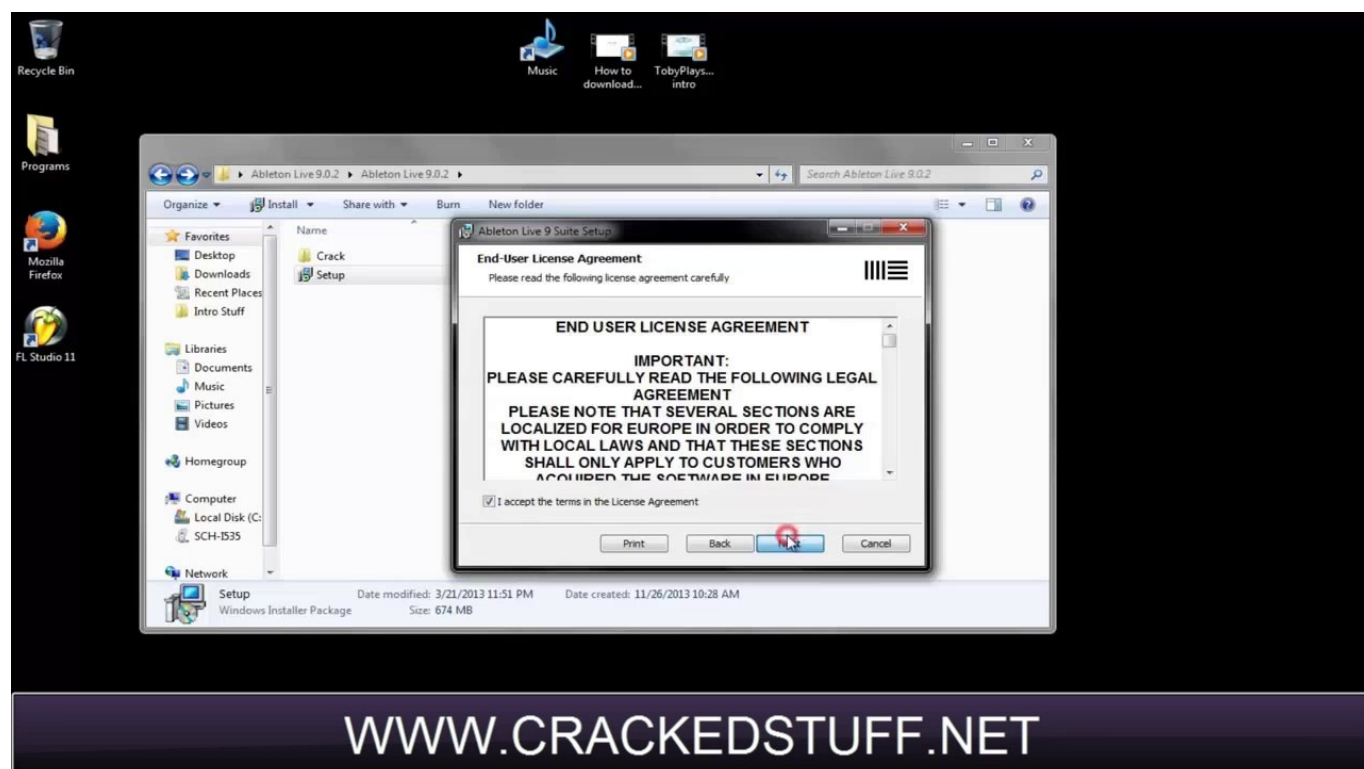 Recycle Bin
Music
How to
download...
TobyPlays...
intro
Programs
Mozilla
Firefox
FL Studio 11
Ableton Live 9.0.2
Ableton Live 9.0.2
Search Ableton Live 9.0.2
Organize
Install
Share with
Burn
New folder
Favorites
Desktop
Downloads
Recent Places
Intro Stuff
Libraries
Documents
Music
Pictures
Videos
Homegroup
Computer
Local Disk (C:
SCH-I535
Network
Name
Crack
Setup
Ableton Live 9 Suite Setup
End-User License Agreement
Please read the following license agreement carefully
END USER LICENSE AGREEMENT
IMPORTANT:
PLEASE CAREFULLY READ THE FOLLOWING LEGAL
AGREEMENT
PLEASE NOTE THAT SEVERAL SECTIONS ARE
LOCALIZED FOR EUROPE IN ORDER TO COMPLY
WITH LOCAL LAWS AND THAT THESE SECTIONS
SHALL ONLY APPLY TO CUSTOMERS WHO
ACQUIRED THE SOFTWARE IN EUROPE
I accept the terms in the License Agreement
Print
Back
Cancel
Setup
Windows Installer Package
Date modified: 3/21/2013 11:51 PM
Size: 674 MB
Date created: 11/26/2013 10:28 AM
WWW.CRACKEDSTUFF.NET